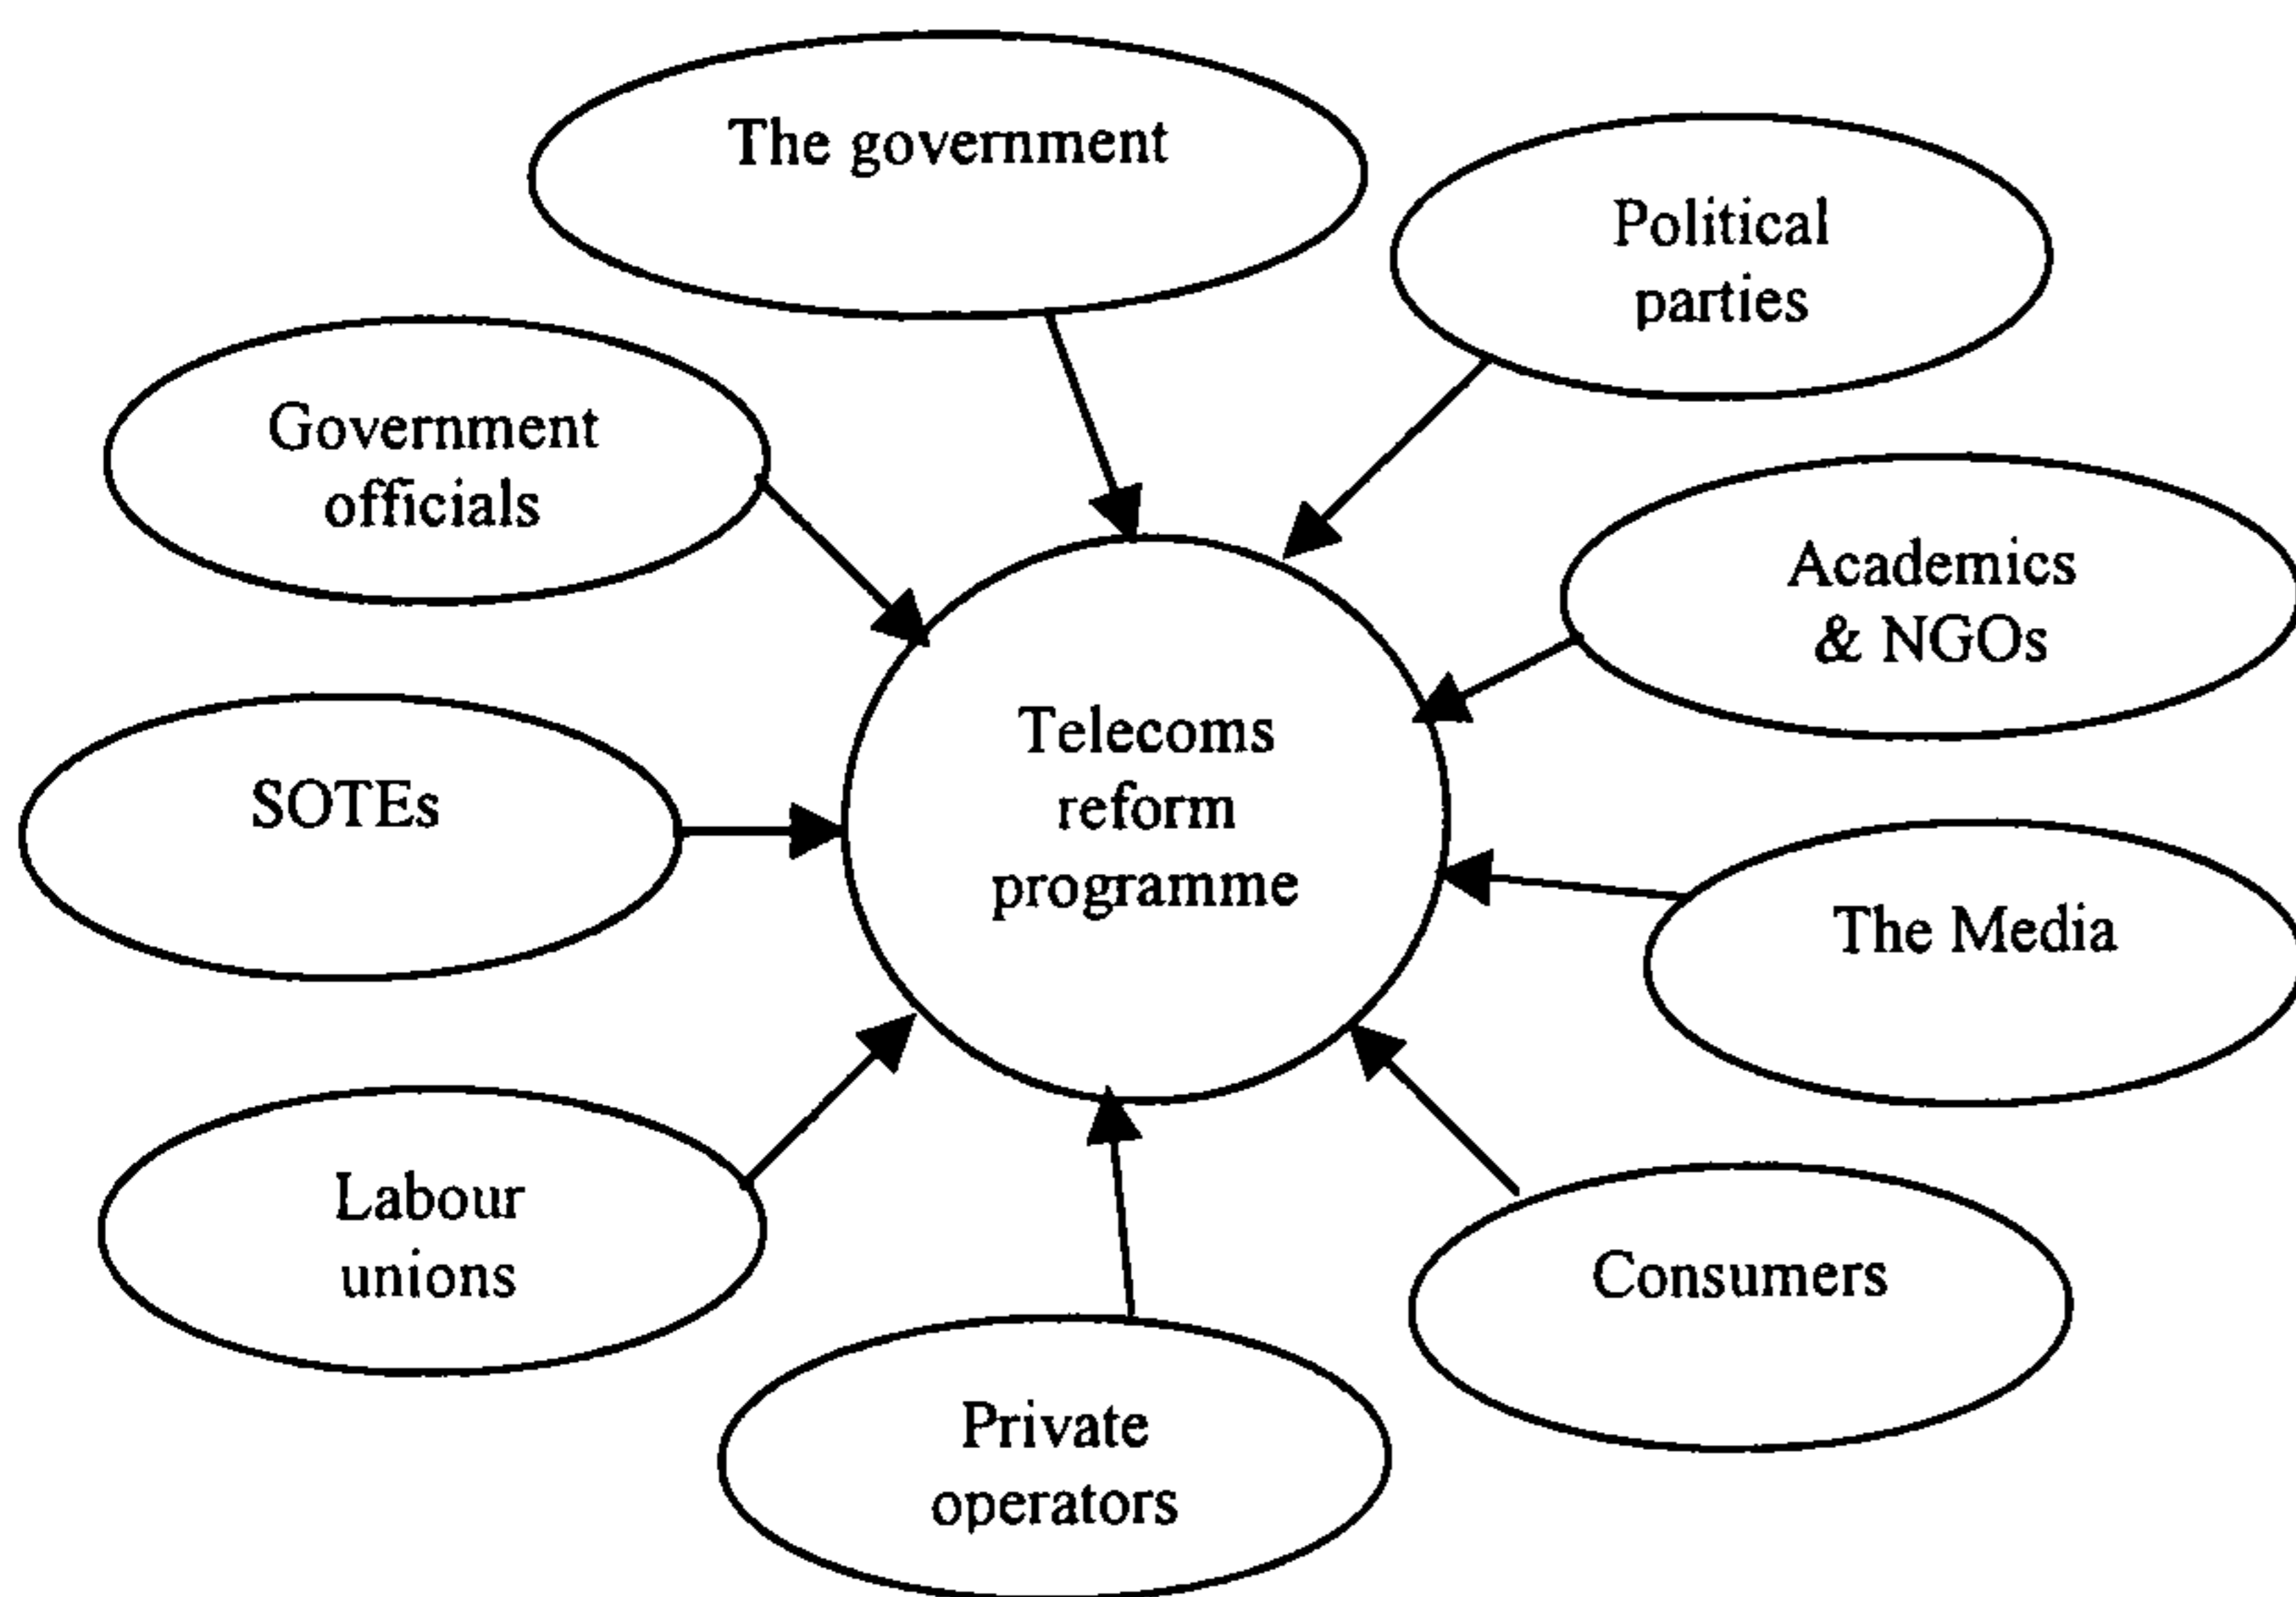 The government
Political
parties
Government
officials
Academics
& NGOs
Telecoms
reform
programme
SOTEs
The Media
Labour
unions
Consumers
Private
operators